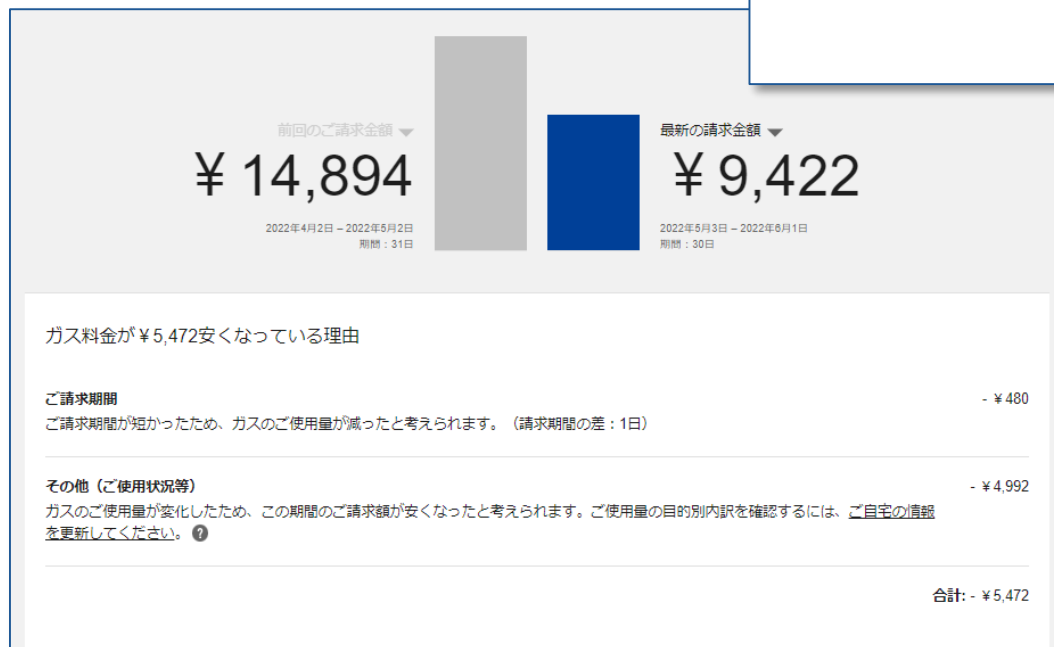 前回のご請求金額
¥ 14,894
2022年4月2日 – 2022年5月2日
期間：31日
最新の請求金額
¥ 9,422
2022年5月3日 – 2022年6月1日
期間：30日
ガス料金が¥5,472安くなっている理由
ご請求期間 - ¥480
ご請求期間が短かったため、ガスのご使用量が減ったと考えられます。（請求期間の差：1日）
その他（ご使用状況等） - ¥4,992
ガスのご使用量が変化したため、この期間のご請求額が安くなったと考えられます。ご使用量の目的別内訳を確認するには、ご自宅の情報
を更新してください。 ?
合計: - ¥5,472